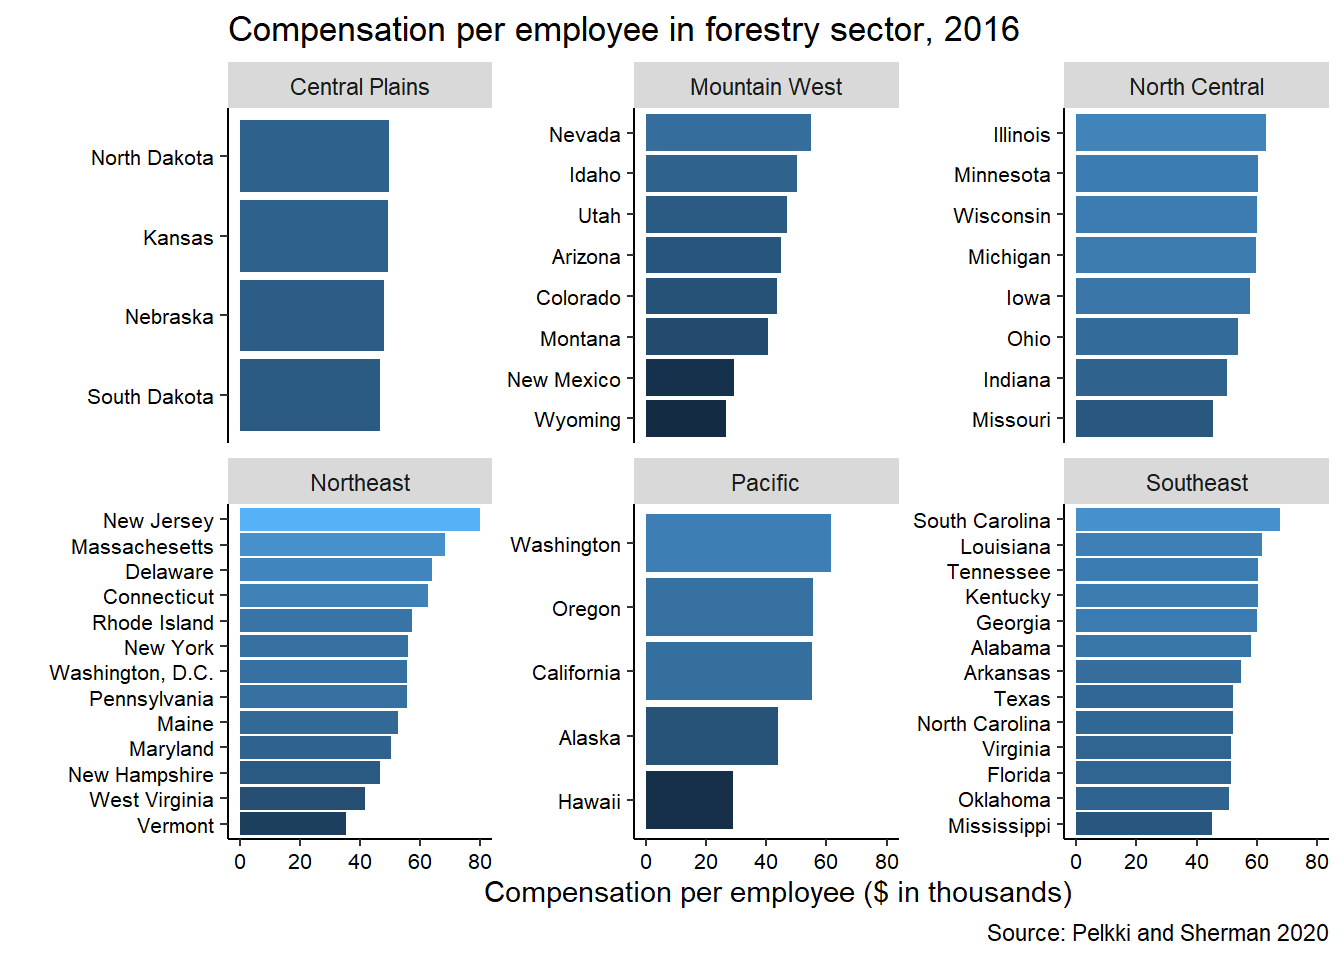 Compensation per employee in forestry sector, 2016
Central Plains
North Dakota
Kansas
Nebraska
South Dakota
Mountain West
Nevada
Idaho
Utah
Arizona
Colorado
Montana
New Mexico
Wyoming
North Central
Illinois
Minnesota
Wisconsin
Michigan
Iowa
Ohio
Indiana
Missouri
Northeast
New Jersey
Massachesetts
Delaware
Connecticut
Rhode Island
New York
Washington, D.C.
Pennsylvania
Maine
Maryland
New Hampshire
West Virginia
Vermont
0 20 40 60 80
Pacific
Washington
Oregon
California
Alaska
Hawaii
0 20 40 60 80
Southeast
South Carolina
Louisiana
Tennessee
Kentucky
Georgia
Alabama
Arkansas
Texas
North Carolina
Virginia
Florida
Oklahoma
Mississippi
0 20 40 60 80
Compensation per employee ($ in thousands)
Source: Pelkki and Sherman 2020